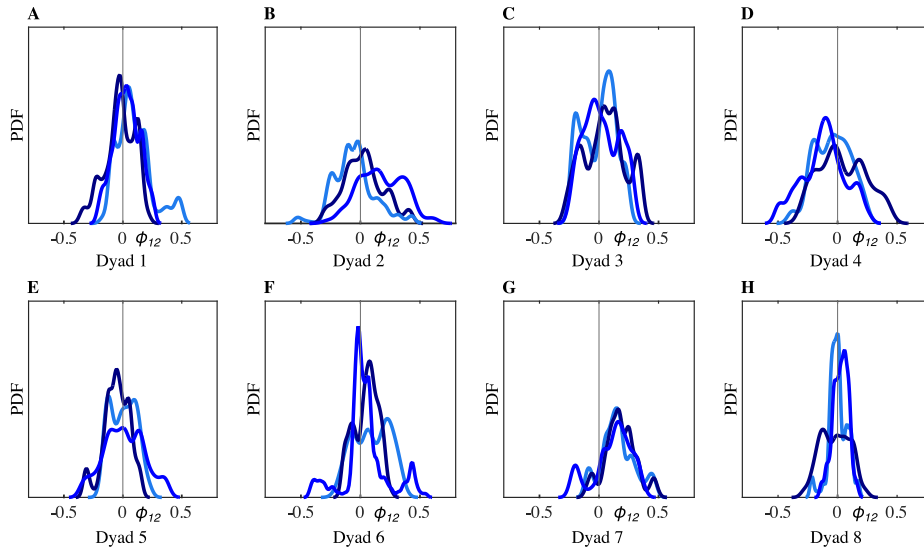 A
B
C
D
PDF
PDF
PDF
PDF
-0.5 0 ϕ12 0.5
-0.5 0 ϕ12 0.5
-0.5 0 ϕ12 0.5
-0.5 0 ϕ12 0.5
Dyad 1
Dyad 2
Dyad 3
Dyad 4
E
F
G
H
PDF
PDF
PDF
PDF
-0.5 0 ϕ12 0.5
-0.5 0 ϕ12 0.5
-0.5 0 ϕ12 0.5
-0.5 0 ϕ12 0.5
Dyad 5
Dyad 6
Dyad 7
Dyad 8